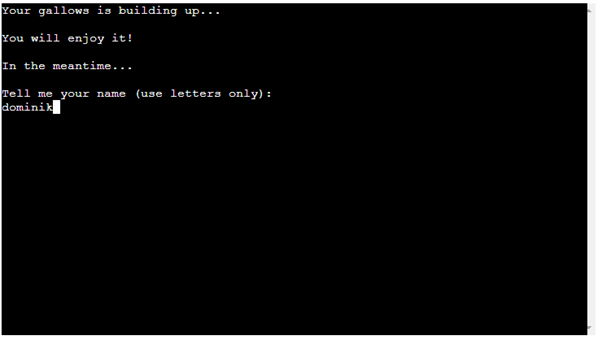 Your gallows is building up...
You will enjoy it!
In the meantime...
Tell me your name (use letters only):
dominik